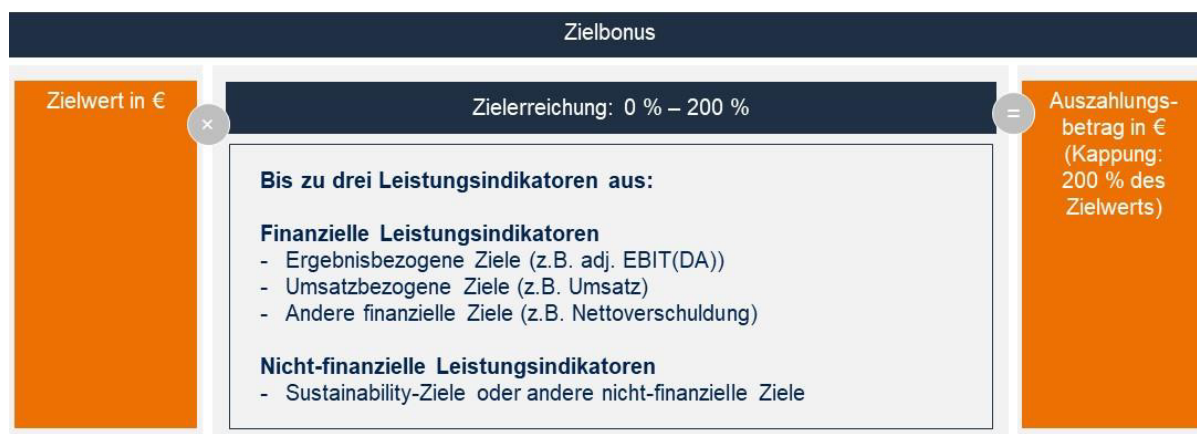 Zielbonus
Zielwert in €
×
Zielerreichung: 0 % – 200 %
=
Auszahlungs-
betrag in €
(Kappung:
200 % des
Zielwerts)
Bis zu drei Leistungsindikatoren aus:
Finanzielle Leistungsindikatoren
- Ergebnisbezogene Ziele (z.B. adj. EBIT(DA))
- Umsatzbezogene Ziele (z.B. Umsatz)
- Andere finanzielle Ziele (z.B. Nettoverschuldung)
Nicht-finanzielle Leistungsindikatoren
- Sustainability-Ziele oder andere nicht-finanzielle Ziele